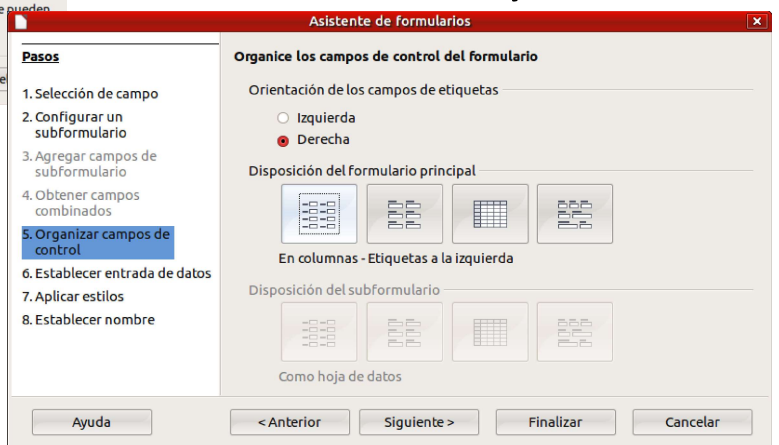 e pueden
Asistente de formularios
Pasos
Organice los campos de control del formulario
el
1. Selección de campo
2. Configurar un
subformulario
3. Agregar campos de
subformulario
4. Obtener campos
combinados
5. Organizar campos de
control
6. Establecer entrada de datos
7. Aplicar estilos
8. Establecer nombre
Orientación de los campos de etiquetas
Izquierda
Derecha
Disposición del formulario principal
En columnas - Etiquetas a la izquierda
Disposición del subformulario
Como hoja de datos
Ayuda
< Anterior
Siguiente >
Finalizar
Cancelar